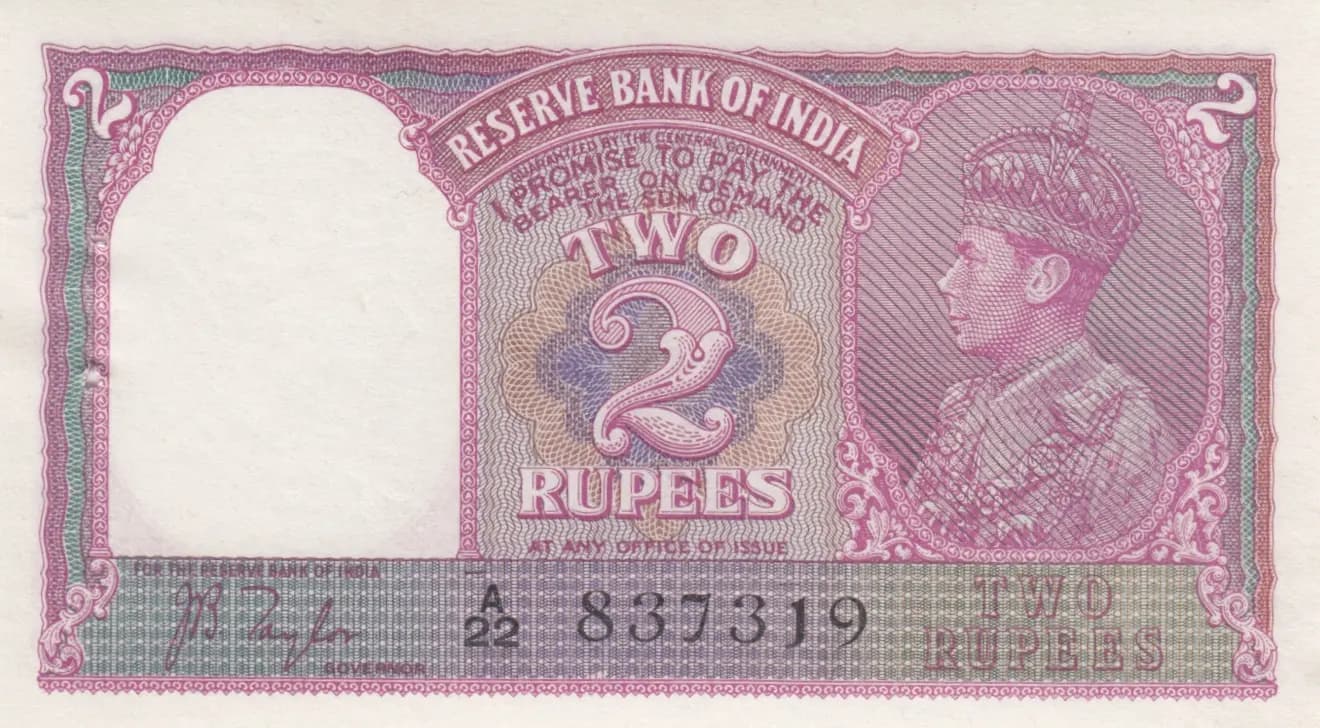 2
2
RESERVE BANK OF INDIA
GUARANTEED BY THE CENTRAL GOVERNMENT
I PROMISE TO PAY THE
BEARER ON DEMAND
THE SUM OF
TWO
2
RUPEES
AT ANY OFFICE OF ISSUE
FOR THE RESERVE BANK OF INDIA
J B Taylor
GOVERNOR
A
22
837319
TWO
RUPEES